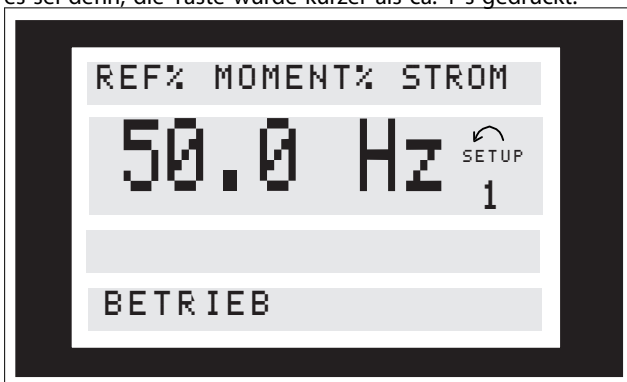 es sei denn, die Taste wurde kürzer als ca. 1 s gedrückt.
REF% MOMENT% STROM
50.0 Hz
SETUP
1
BETRIEB